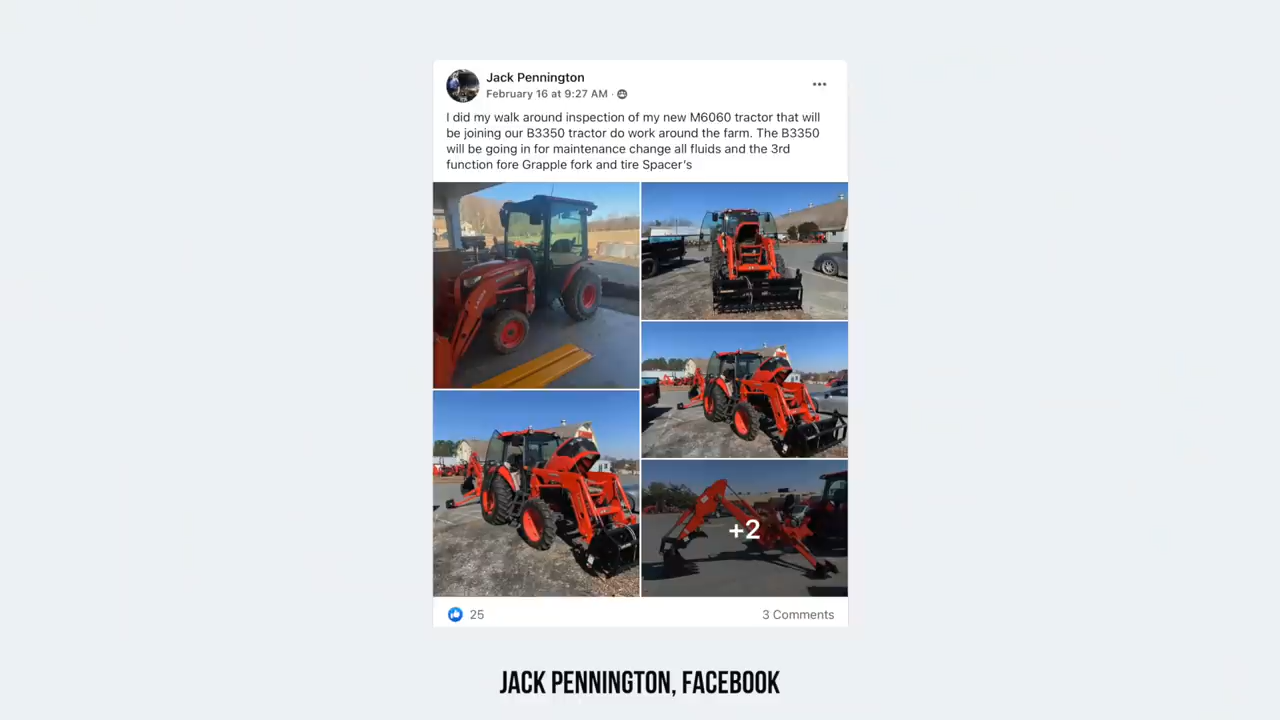 Jack Pennington
February 16 at 9:27 AM ·
I did my walk around inspection of my new M6060 tractor that will
be joining our B3350 tractor do work around the farm. The B3350
will be going in for maintenance change all fluids and the 3rd
function fore Grapple fork and tire Spacer's
+2
25
3 Comments
JACK PENNINGTON, FACEBOOK